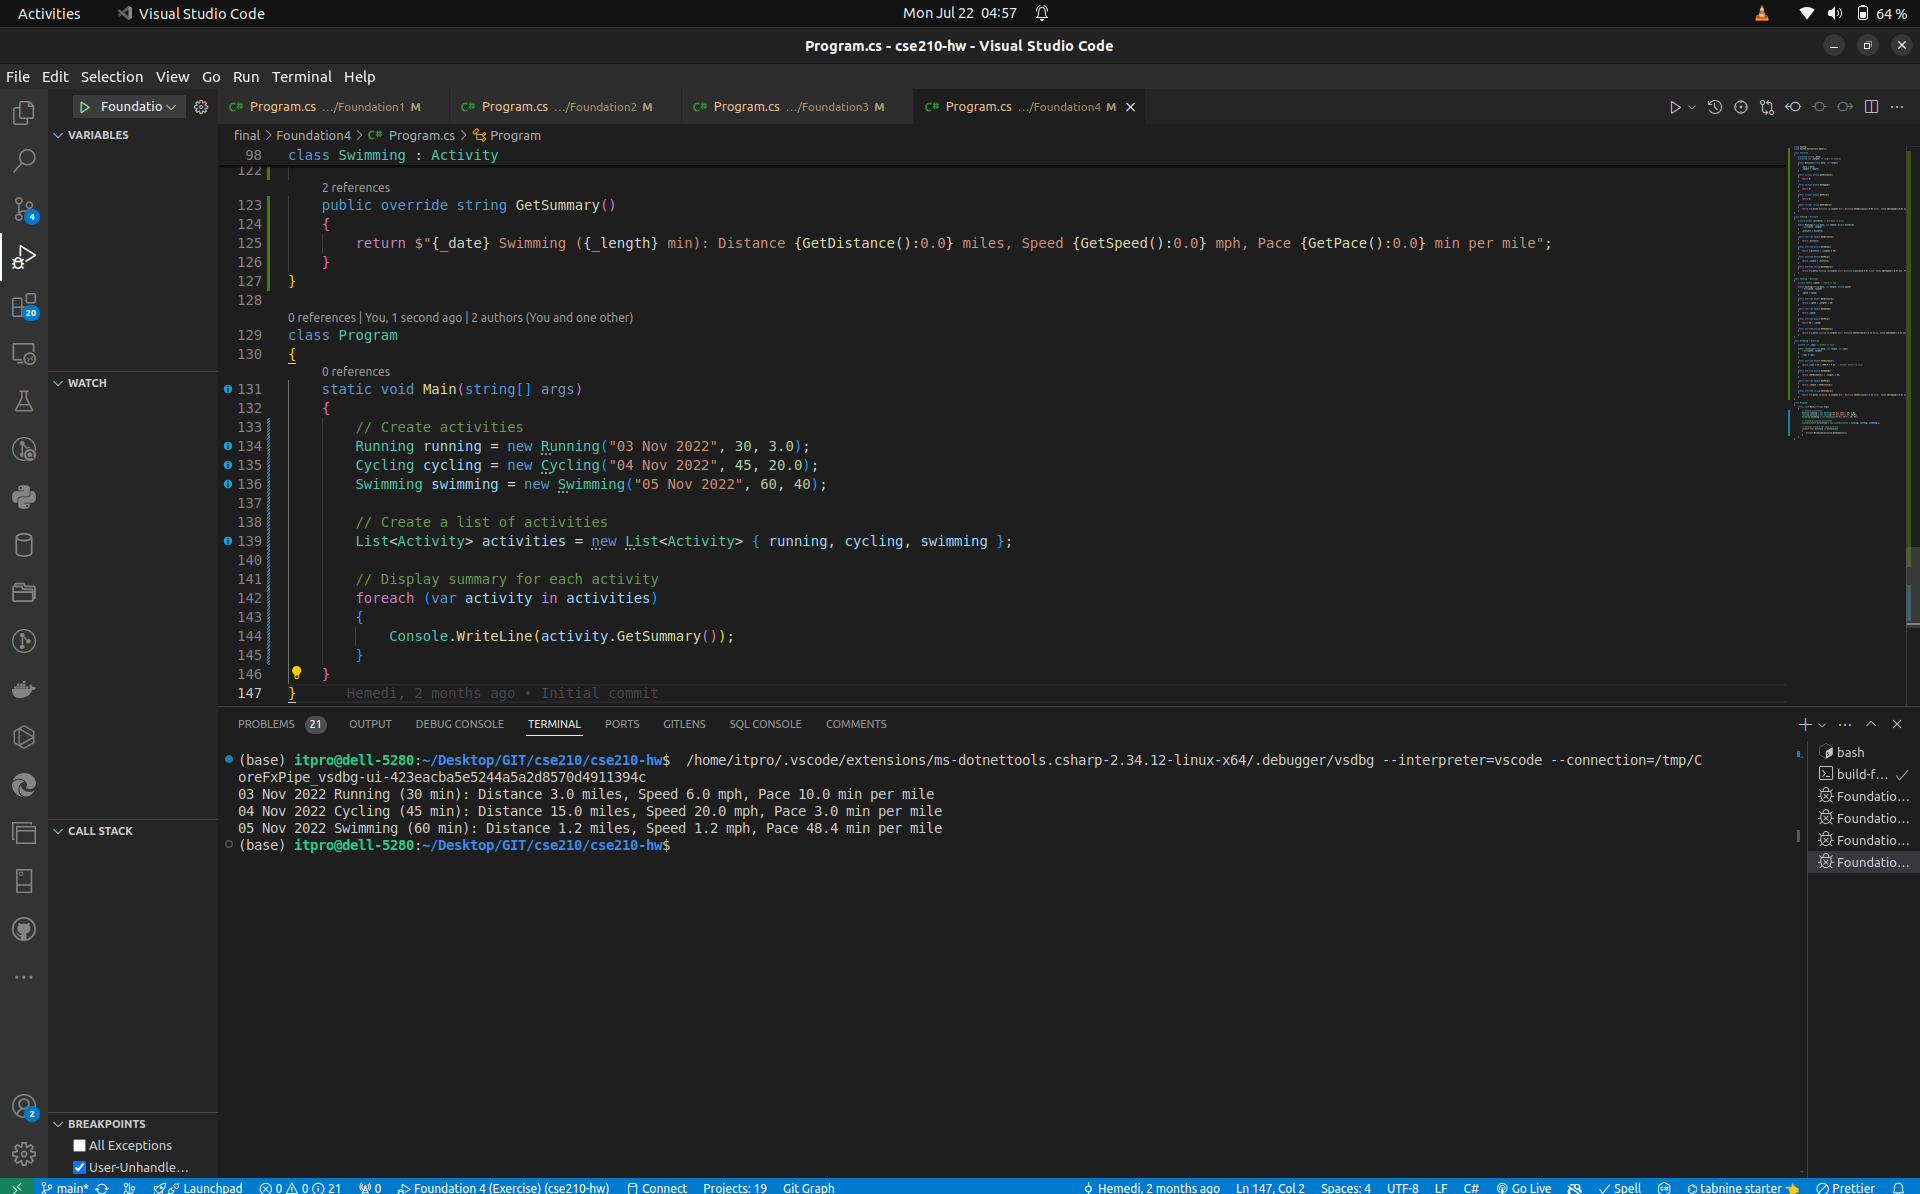 Activities Visual Studio Code Mon Jul 22 04:57 64 %
Program.cs - cse210-hw - Visual Studio Code
File Edit Selection View Go Run Terminal Help
Foundatio C# Program.cs .../Foundation1 M C# Program.cs .../Foundation2 M C# Program.cs .../Foundation3 M C# Program.cs .../Foundation4 M
VARIABLES
final > Foundation4 > C# Program.cs > Program
98 class Swimming : Activity
122
2 references
123 public override string GetSummary()
124 {
125 return $"{_date} Swimming ({_length} min): Distance {GetDistance():0.0} miles, Speed {GetSpeed():0.0} mph, Pace {GetPace():0.0} min per mile";
126 }
127 }
128
0 references | You, 1 second ago | 2 authors (You and one other)
129 class Program
130 {
0 references
131 static void Main(string[] args)
132 {
133 // Create activities
134 Running running = new Running("03 Nov 2022", 30, 3.0);
135 Cycling cycling = new Cycling("04 Nov 2022", 45, 20.0);
136 Swimming swimming = new Swimming("05 Nov 2022", 60, 40);
137
138 // Create a list of activities
139 List<Activity> activities = new List<Activity> { running, cycling, swimming };
140
141 // Display summary for each activity
142 foreach (var activity in activities)
143 {
144 Console.WriteLine(activity.GetSummary());
145 }
146 }
147 } Hemedi, 2 months ago • Initial commit
WATCH
CALL STACK
BREAKPOINTS
All Exceptions
User-Unhandle...
4
20
2
PROBLEMS 21 OUTPUT DEBUG CONSOLE TERMINAL PORTS GITLENS SQL CONSOLE COMMENTS
(base) itpro@dell-5280:~/Desktop/GIT/cse210/cse210-hw$ /home/itpro/.vscode/extensions/ms-dotnettools.csharp-2.34.12-linux-x64/.debugger/vsdbg --interpreter=vscode --connection=/tmp/C
oreFxPipe_vsdbg-ui-423eacba5e5244a5a2d8570d4911394c
03 Nov 2022 Running (30 min): Distance 3.0 miles, Speed 6.0 mph, Pace 10.0 min per mile
04 Nov 2022 Cycling (45 min): Distance 15.0 miles, Speed 20.0 mph, Pace 3.0 min per mile
05 Nov 2022 Swimming (60 min): Distance 1.2 miles, Speed 1.2 mph, Pace 48.4 min per mile
(base) itpro@dell-5280:~/Desktop/GIT/cse210/cse210-hw$
bash
build-f...
Foundatio...
Foundatio...
Foundatio...
Foundatio...
main* Launchpad 0 0 21 0 Foundation 4 (Exercise) (cse210-hw) Connect Projects: 19 Git Graph Hemedi, 2 months ago Ln 147, Col 2 Spaces: 4 UTF-8 LF C# Go Live Spell tabnine starter Prettier